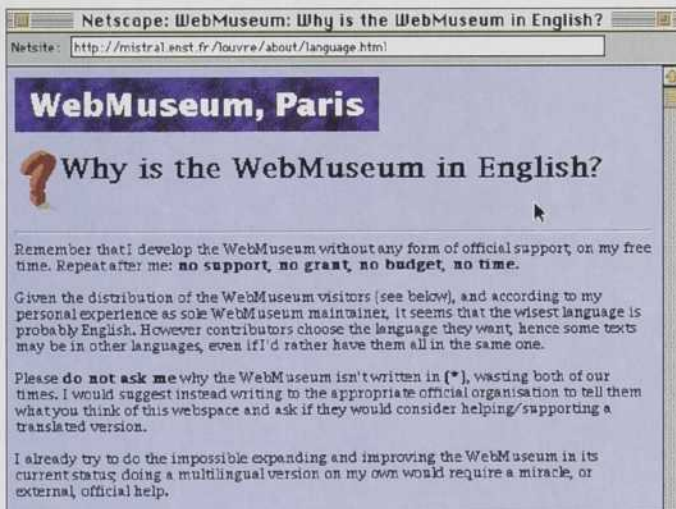 Netscape: WebMuseum: Why is the WebMuseum in English?
Netsite: http://mistral.enst.fr/louvre/about/language.html
WebMuseum, Paris
Why is the WebMuseum in English?
Remember that I develop the WebMuseum without any form of official support, on my free
time. Repeat after me: no support, no grant, no budget, no time.
Given the distribution of the WebMuseum visitors (see below), and according to my
personal experience as sole WebMuseum maintainer, it seems that the wisest language is
probably English. However contributors choose the language they want, hence some texts
may be in other languages, even if I'd rather have them all in the same one.
Please do not ask me why the WebMuseum isn't written in (*), wasting both of our
times. I would suggest instead writing to the appropriate official organisation to tell them
what you think of this webspace and ask if they would consider helping/supporting a
translated version.
I already try to do the impossible expanding and improving the WebMuseum in its
current status; doing a multilingual version on my own would require a miracle, or
external, official help.